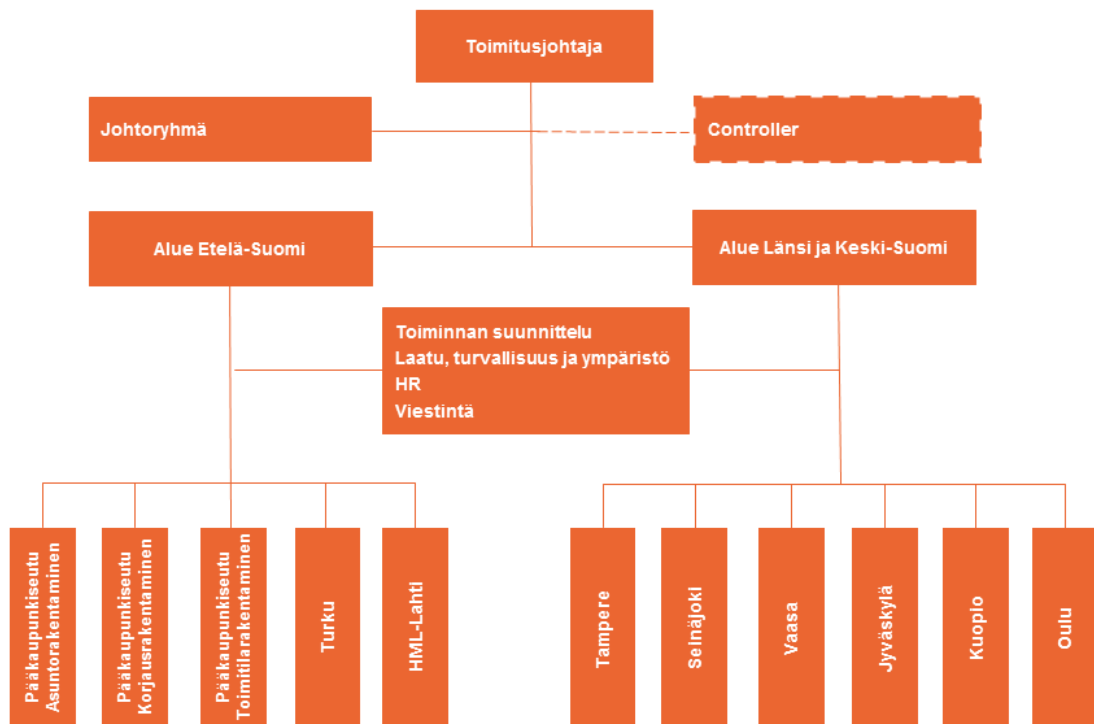 Toimitusjohtaja
Johtoryhmä
Controller
Alue Etelä-Suomi
Alue Länsi ja Keski-Suomi
Toiminnan suunnittelu
Laatu, turvallisuus ja ympäristö
HR
Viestintä
Pääkaupunkiseutu
Asuntorakentaminen
Pääkaupunkiseutu
Korjausrakentaminen
Pääkaupunkiseutu
Toimitilarakentaminen
Turku
HML-Lahti
Tampere
Seinäjoki
Vaasa
Jyväskylä
Kuopio
Oulu